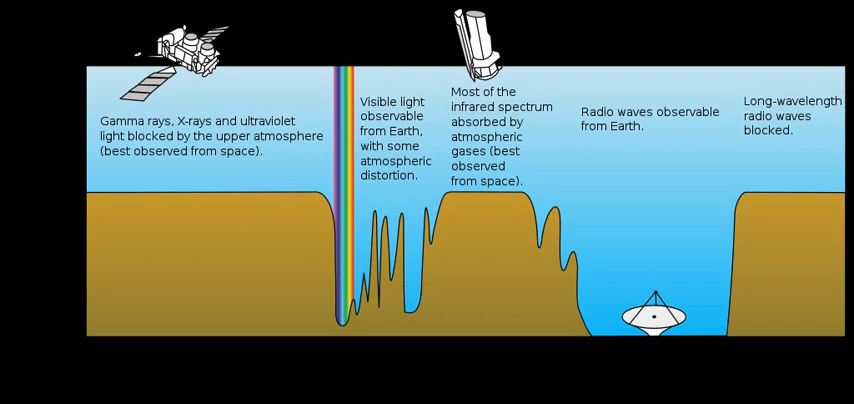 Gamma rays, X-rays and ultraviolet
light blocked by the upper atmosphere
(best observed from space).
Visible light
observable
from Earth,
with some
atmospheric
distortion.
Most of the
infrared spectrum
absorbed by
atmospheric
gases (best
observed
from space).
Radio waves observable
from Earth.
Long-wavelength
radio waves
blocked.